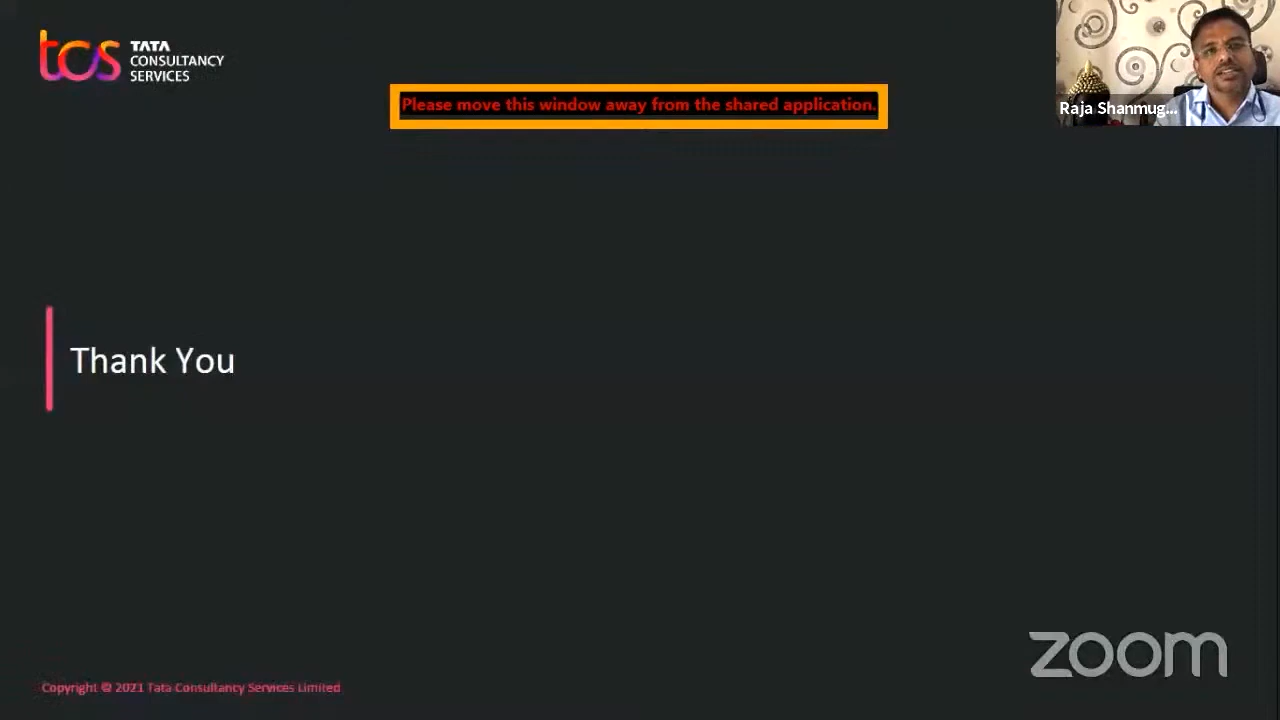 tcs
TATA
CONSULTANCY
SERVICES
Please move this window away from the shared application.
Raja Shanmug...
Thank You
zoom
Copyright © 2021 Tata Consultancy Services Limited